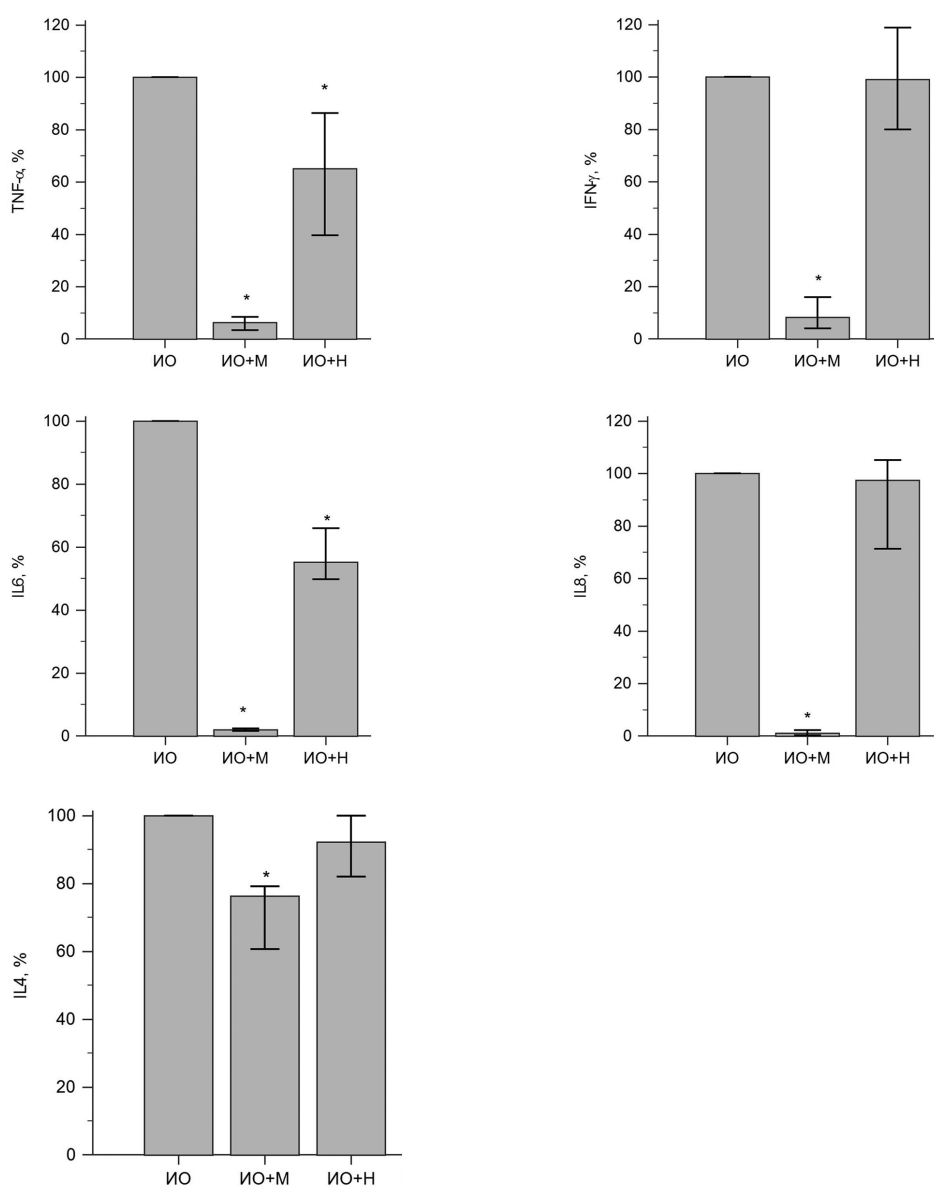 TNF-α, %
120
100
80
60
40
20
0
*
*
ИО
ИО+М
ИО+Н
IFN-γ, %
120
100
80
60
40
20
0
*
ИО
ИО+М
ИО+Н
IL6, %
100
80
60
40
20
0
*
*
ИО
ИО+М
ИО+Н
IL8, %
120
100
80
60
40
20
0
*
ИО
ИО+М
ИО+Н
IL4, %
100
80
60
40
20
0
*
ИО
ИО+М
ИО+Н